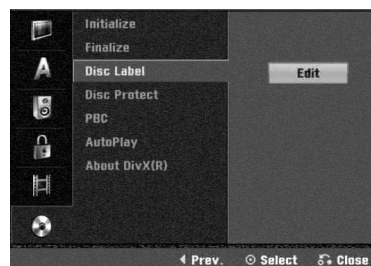 Initialize
Finalize
A
Disc Label
Edit
Disc Protect
PBC
AutoPlay
About DivX(R)
Prev. Select Close